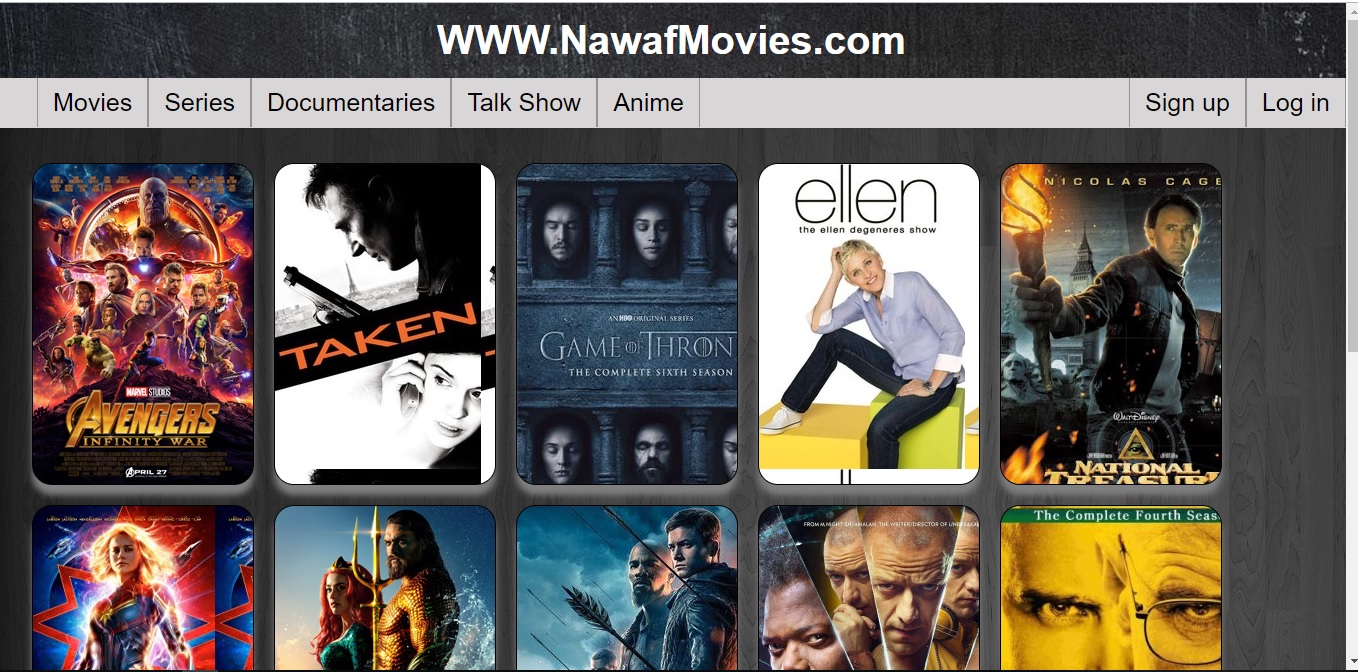 WWW.NawafMovies.com
Movies
Series
Documentaries
Talk Show
Anime
Sign up
Log in
MARVEL STUDIOS
AVENGERS
INFINITY WAR
APRIL 27
TAKEN
AN HBO ORIGINAL SERIES
GAME OF THRON
THE COMPLETE SIXTH SEASON
ellen
the ellen degeneres show
NICOLAS CAGE
WALT DISNEY
NATIONAL
TREASUR
FROM M. NIGHT SHYAMALAN, THE WRITER/DIRECTOR OF UNBREAKAB
The Complete Fourth Seas